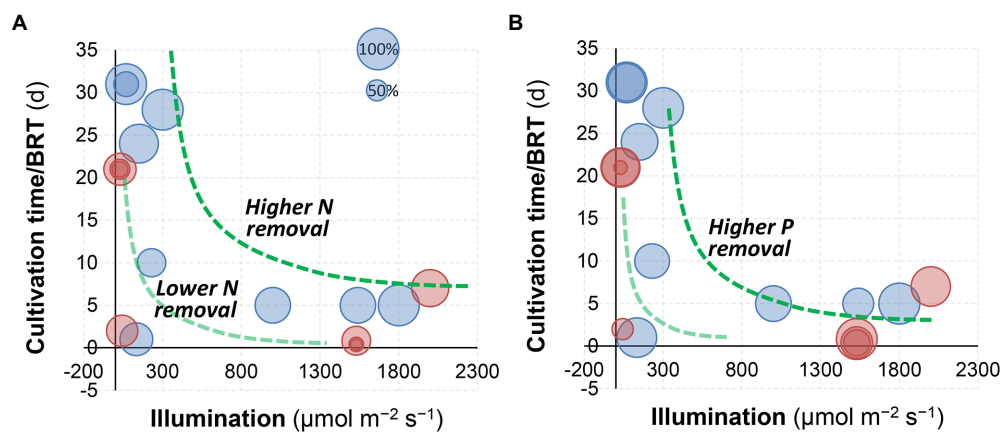 A
Cultivation time/BRT (d)
35
30
25
20
15
10
5
0
-5
-200
300
800
1300
1800
2300
100%
50%
Higher N
removal
Lower N
removal
Illumination (μmol m−2 s−1)
B
Cultivation time/BRT (d)
35
30
25
20
15
10
5
0
-5
-200
300
800
1300
1800
2300
Higher P
removal
Illumination (μmol m−2 s−1)